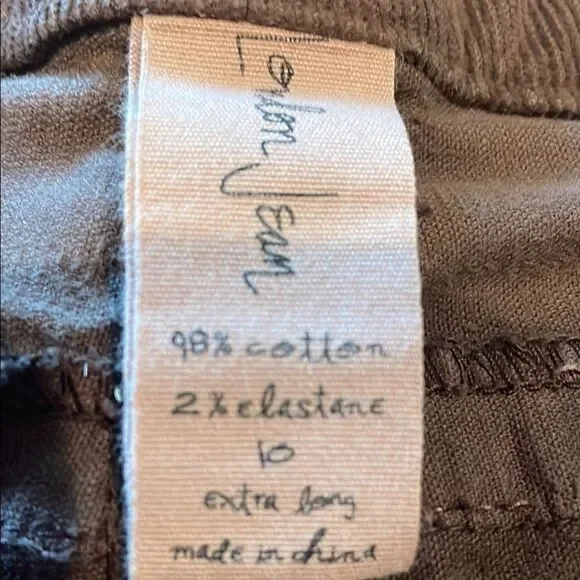 London Jean
98% cotton
2% elastane
10
extra long
made in china